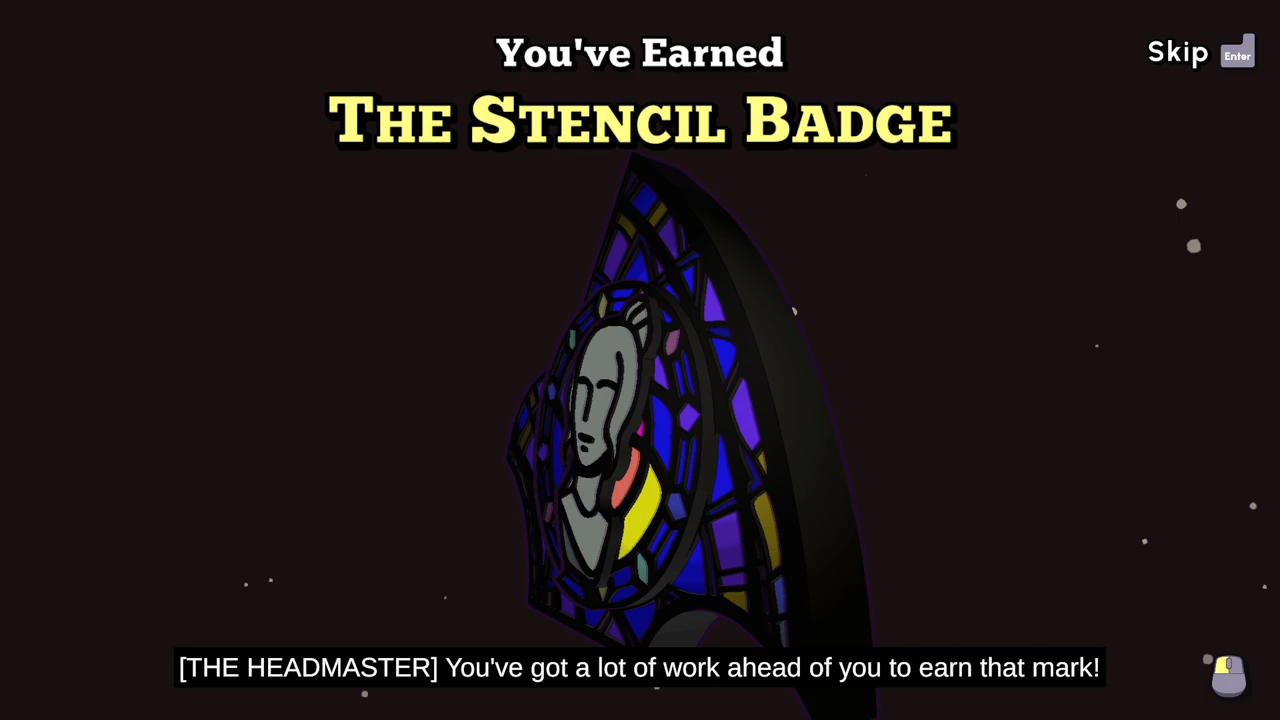 You've Earned
THE STENCIL BADGE
Skip Enter
[THE HEADMASTER] You've got a lot of work ahead of you to earn that mark!